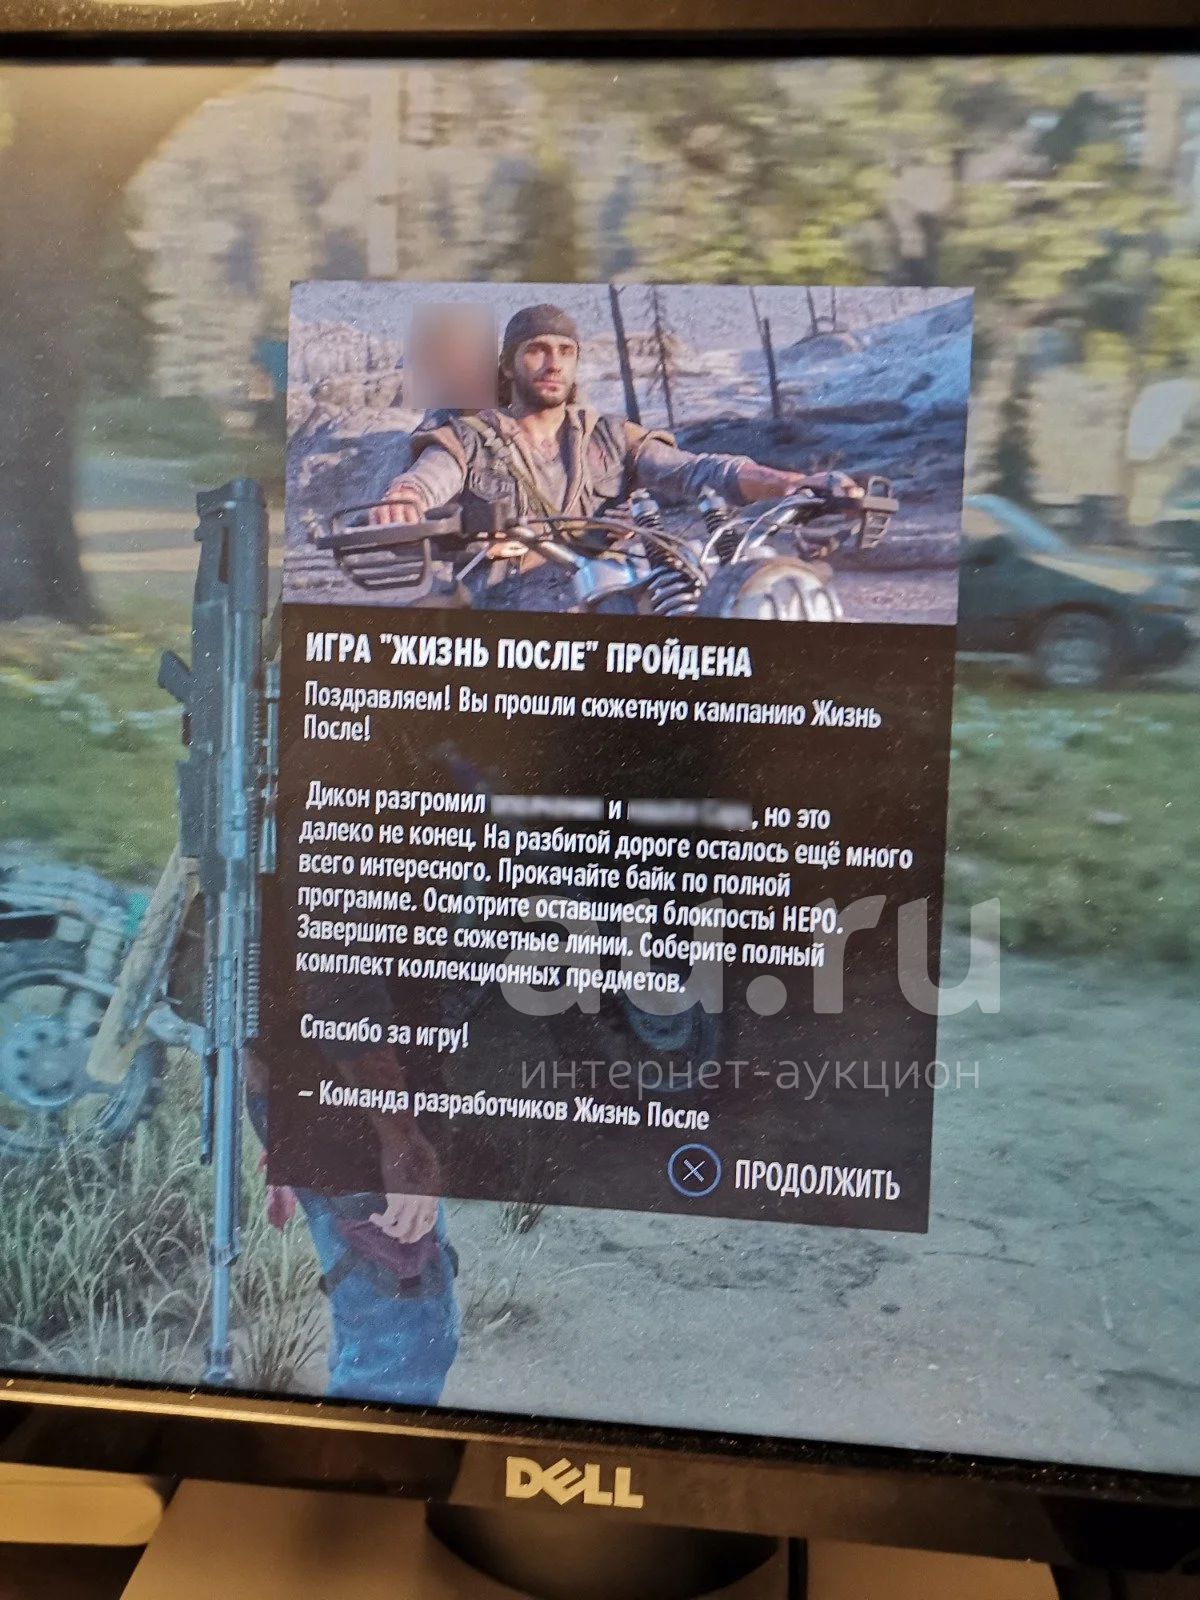 ИГРА "ЖИЗНЬ ПОСЛЕ" ПРОЙДЕНА
Поздравляем! Вы прошли сюжетную кампанию Жизнь
После!
Дикон разгромил и , но это
далеко не конец. На разбитой дороге осталось ещё много
всего интересного. Прокачайте байк по полной
программе. Осмотрите оставшиеся блокпосты НЕРО.
Завершите все сюжетные линии. Соберите полный
комплект коллекционных предметов.
Спасибо за игру!
– Команда разработчиков Жизнь После
ПРОДОЛЖИТЬ
au.ru
интернет-аукцион
DELL